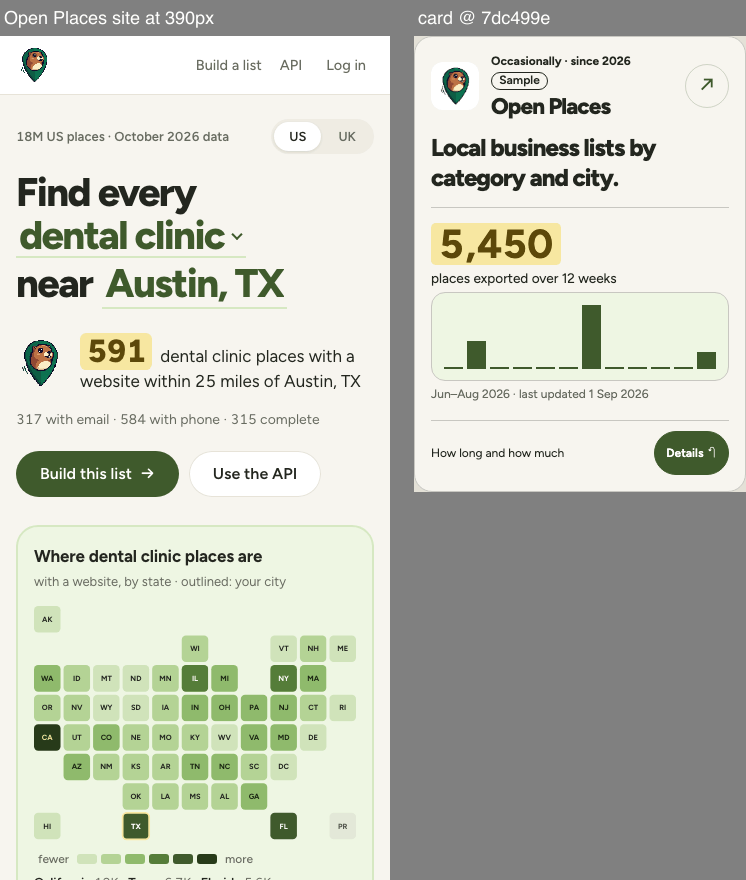 Open Places site at 390px
Build a list API Log in
18M US places · October 2026 data US UK
Find every
dental clinic
near Austin, TX
591 dental clinic places with a
website within 25 miles of Austin, TX
317 with email · 584 with phone · 315 complete
Build this list → Use the API
Where dental clinic places are
with a website, by state · outlined: your city
AK
WI VT NH ME
WA ID MT ND MN IL MI NY MA
OR NV WY SD IA IN OH PA NJ CT RI
CA UT CO NE MO KY WV VA MD DE
AZ NM KS AR TN NC SC DC
OK LA MS AL GA
HI TX FL PR
fewer more
card @ 7dc499e
Occasionally · since 2026
Sample
Open Places
Local business lists by
category and city.
5,450
places exported over 12 weeks
Jun–Aug 2026 · last updated 1 Sep 2026
How long and how much Details